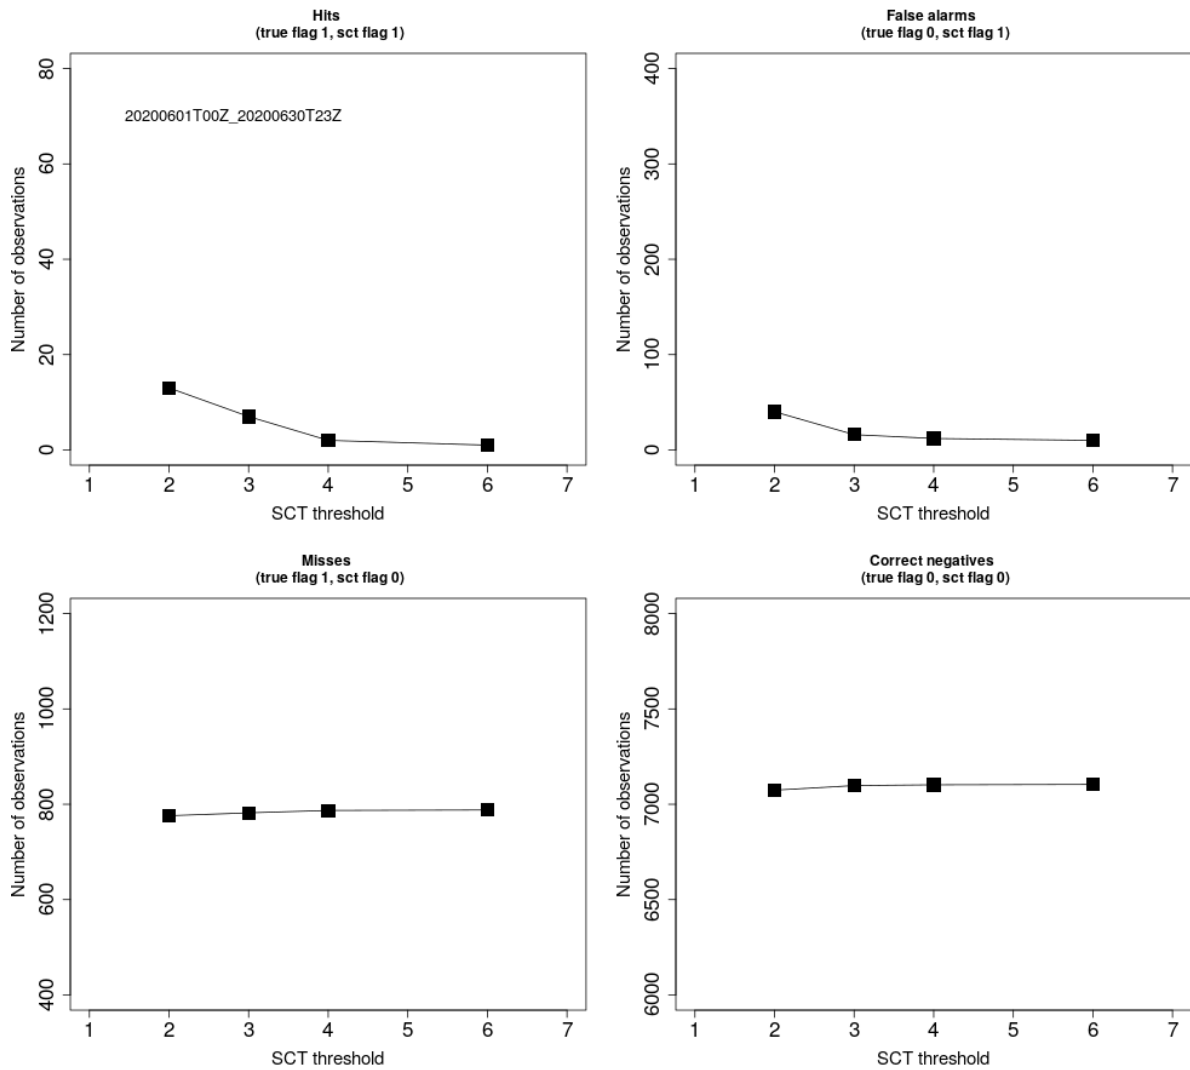 Hits
(true flag 1, sct flag 1)
80
60
40
20
0
Number of observations
20200601T00Z_20200630T23Z
1 2 3 4 5 6 7
SCT threshold
False alarms
(true flag 0, sct flag 1)
400
300
200
100
0
Number of observations
1 2 3 4 5 6 7
SCT threshold
Misses
(true flag 1, sct flag 0)
1200
1000
800
600
400
Number of observations
1 2 3 4 5 6 7
SCT threshold
Correct negatives
(true flag 0, sct flag 0)
8000
7500
7000
6500
6000
Number of observations
1 2 3 4 5 6 7
SCT threshold